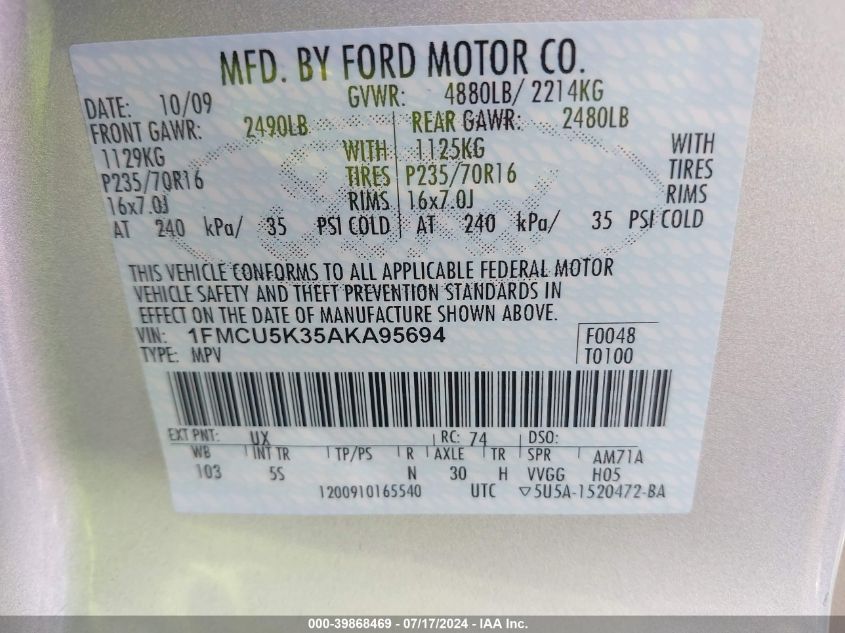 MFD. BY FORD MOTOR CO.
DATE: 10/09 GVWR: 4880LB/ 2214KG
FRONT GAWR: 2490LB REAR GAWR: 2480LB
1129KG WITH 1125KG WITH
P235/70R16 TIRES P235/70R16 TIRES
16x7.0J RIMS 16x7.0J RIMS
AT 240 kPa/ 35 PSI COLD AT 240 kPa/ 35 PSI COLD
THIS VEHICLE CONFORMS TO ALL APPLICABLE FEDERAL MOTOR
VEHICLE SAFETY AND THEFT PREVENTION STANDARDS IN
EFFECT ON THE DATE OF MANUFACTURE SHOWN ABOVE.
VIN: 1FMCU5K35AKA95694 F0048
TYPE: MPV T0100
EXT PNT: UX RC: 74 DSO:
WB INT TR TP/PS R AXLE TR SPR AM71A
103 5S N 30 H VVGG H05
1200910165540 UTC ▽5U5A-1520472-BA
000-39868469 - 07/17/2024 - IAA Inc.